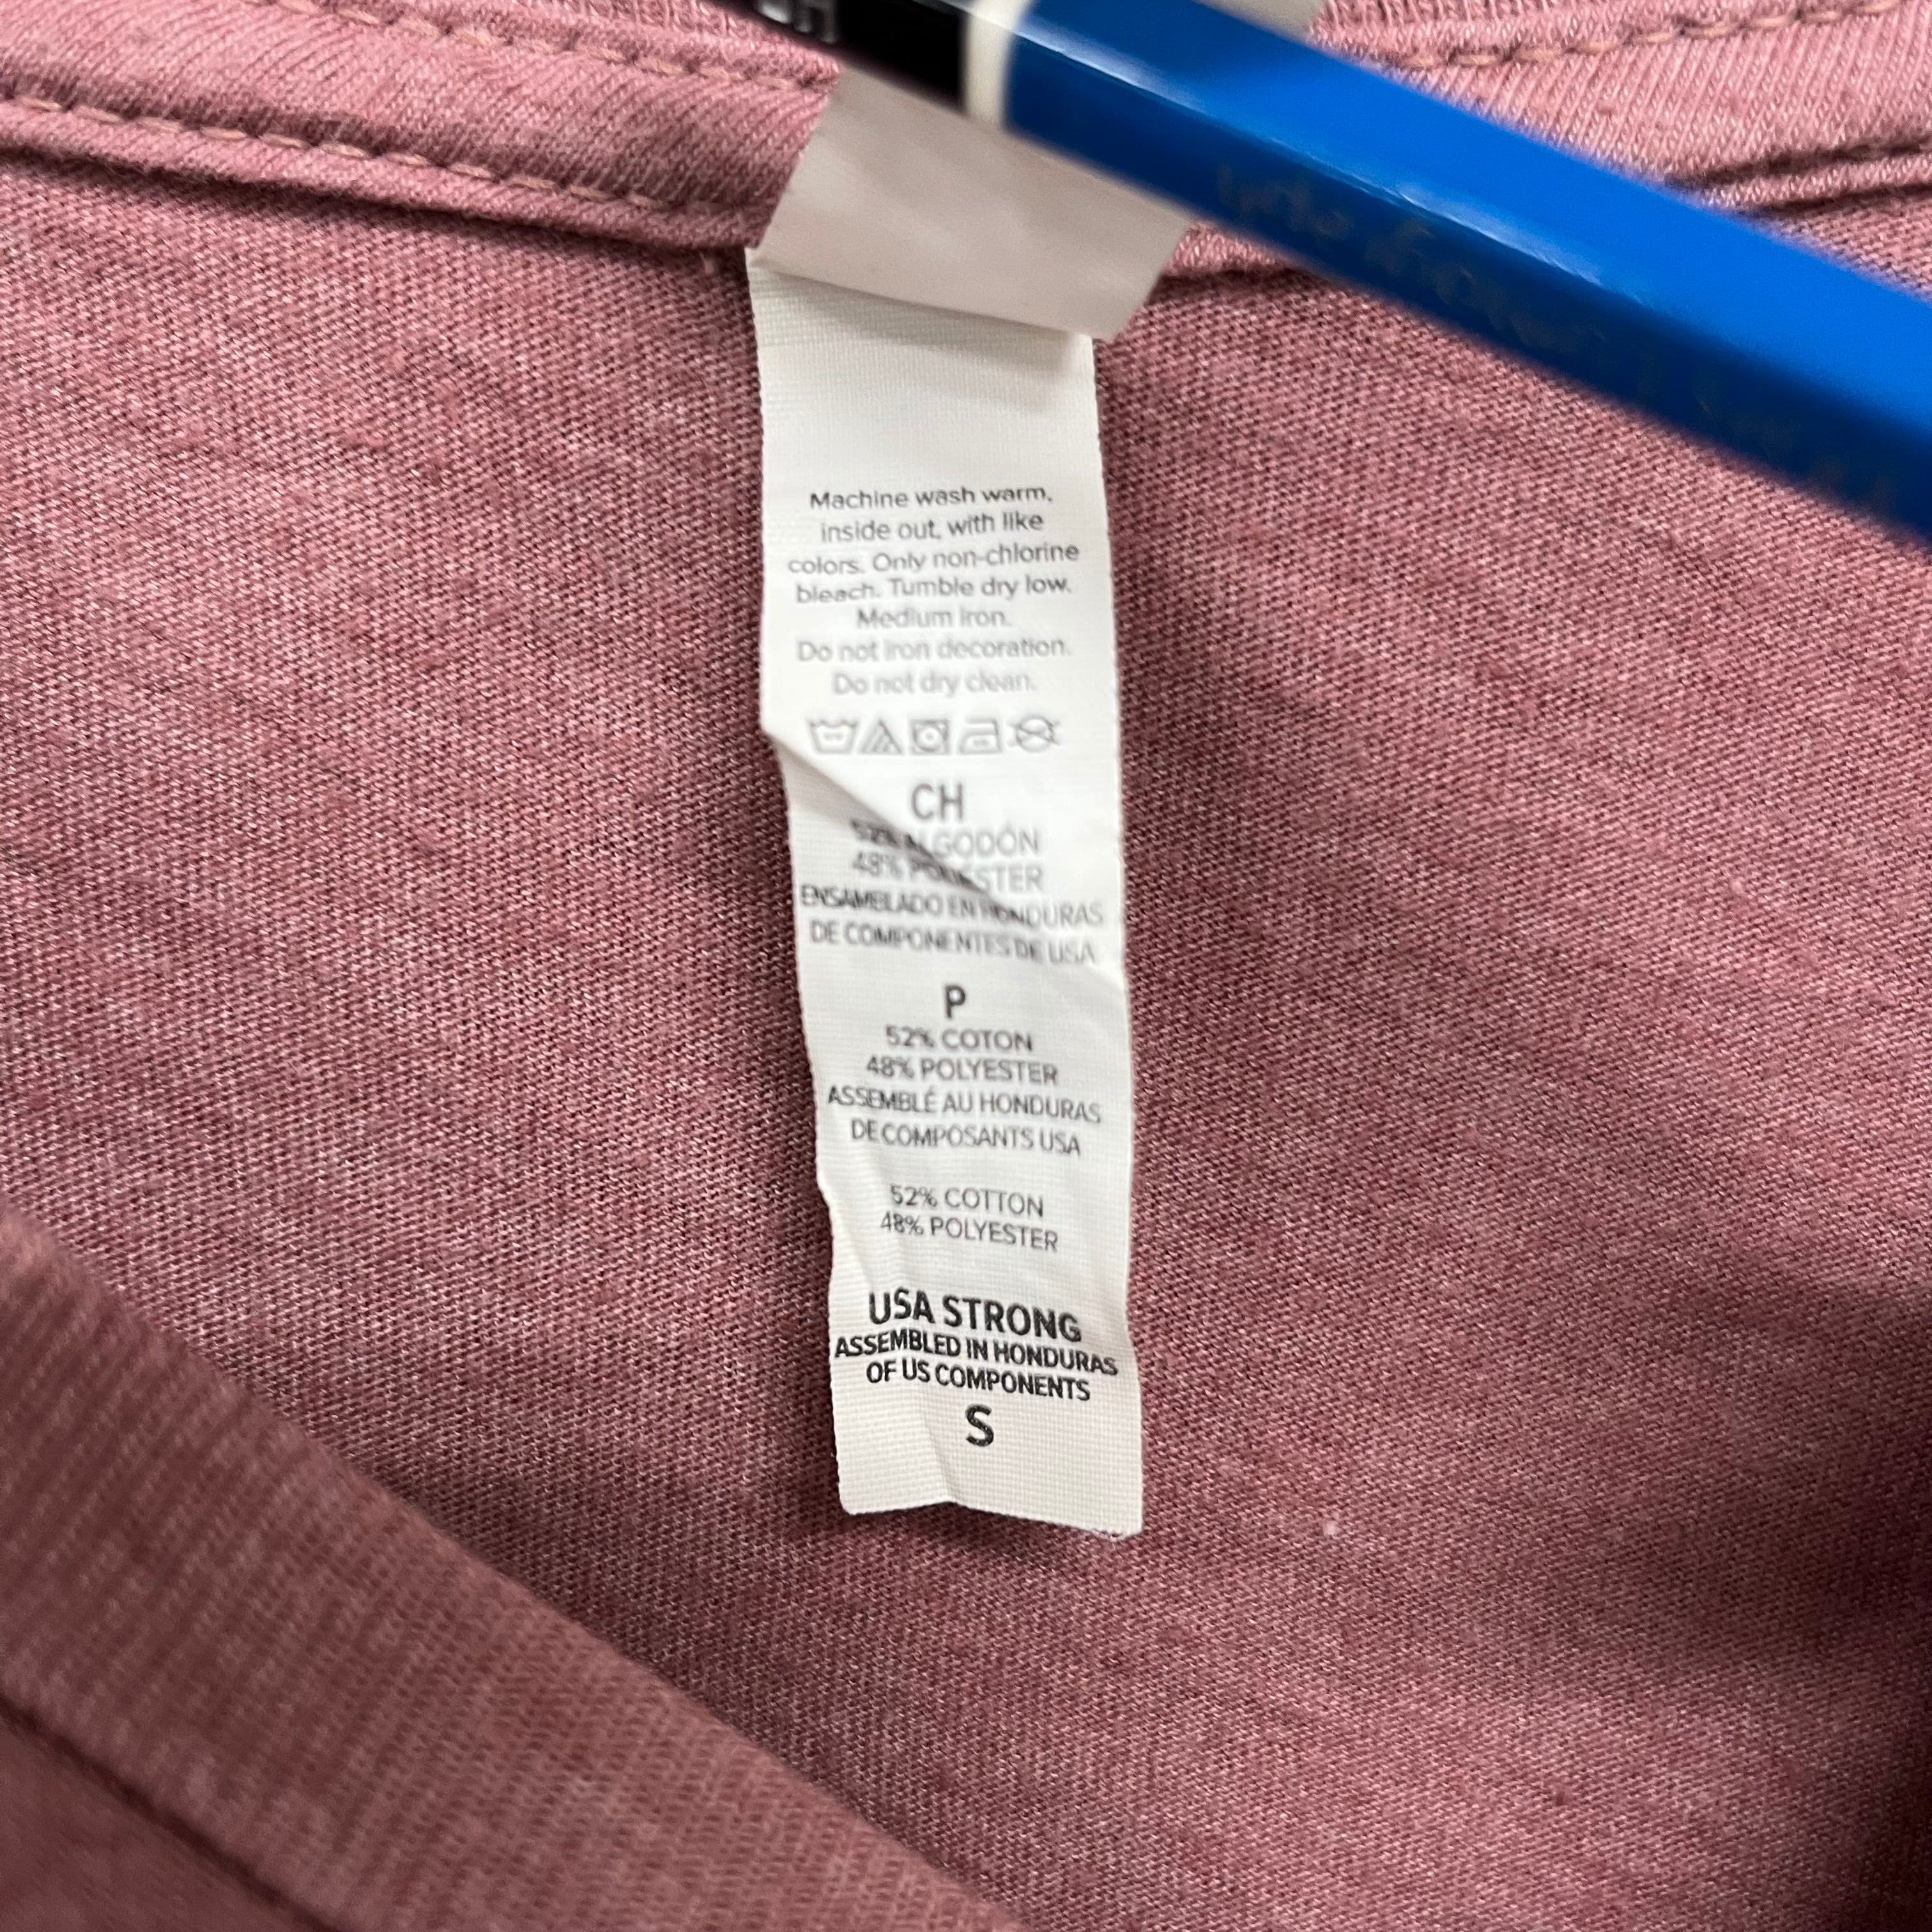 Machine wash warm,
inside out, with like
colors. Only non-chlorine
bleach. Tumble dry low.
Medium iron.
Do not iron decoration.
Do not dry clean.
CH
52% ALGODÓN
48% POLIESTER
ENSAMBLADO EN HONDURAS
DE COMPONENTES DE USA
P
52% COTON
48% POLYESTER
ASSEMBLÉ AU HONDURAS
DE COMPOSANTS USA
52% COTTON
48% POLYESTER
USA STRONG
ASSEMBLED IN HONDURAS
OF US COMPONENTS
S